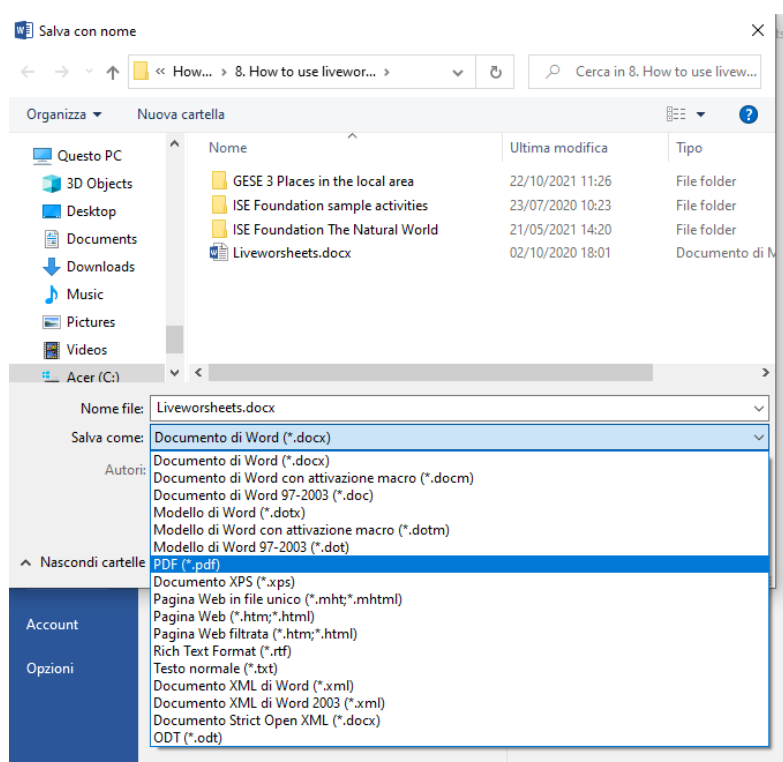 Salva con nome
« How... › 8. How to use livewor... ›
Cerca in 8. How to use livew...
Organizza Nuova cartella
Nome Ultima modifica Tipo
Questo PC
3D Objects
Desktop
Documents
Downloads
Music
Pictures
Videos
Acer (C:)
GESE 3 Places in the local area 22/10/2021 11:26 File folder
ISE Foundation sample activities 23/07/2020 10:23 File folder
ISE Foundation The Natural World 21/05/2021 14:20 File folder
Liveworsheets.docx 02/10/2020 18:01 Documento di M
Nome file: Liveworsheets.docx
Salva come: Documento di Word (*.docx)
Autori:
Documento di Word (*.docx)
Documento di Word con attivazione macro (*.docm)
Documento di Word 97-2003 (*.doc)
Modello di Word (*.dotx)
Modello di Word con attivazione macro (*.dotm)
Modello di Word 97-2003 (*.dot)
Nascondi cartelle
PDF (*.pdf)
Documento XPS (*.xps)
Pagina Web in file unico (*.mht;*.mhtml)
Pagina Web (*.htm;*.html)
Pagina Web filtrata (*.htm;*.html)
Rich Text Format (*.rtf)
Testo normale (*.txt)
Documento XML di Word (*.xml)
Documento XML di Word 2003 (*.xml)
Documento Strict Open XML (*.docx)
ODT (*.odt)
Account
Opzioni